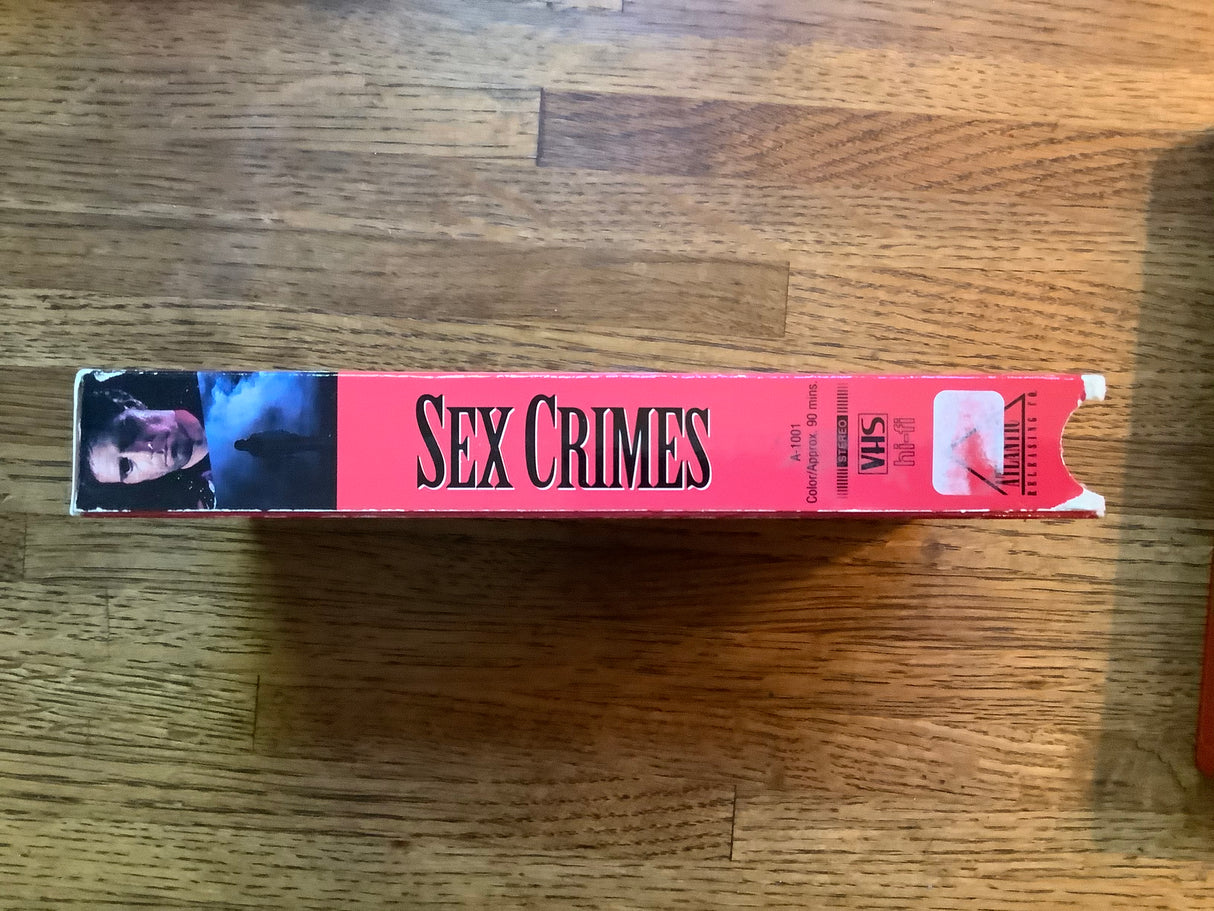 SEX CRIMES
A-1001
Color/Approx. 90 mins.
STEREO
VHS
hi-fi
ATLANTIC
RELEASING CO.